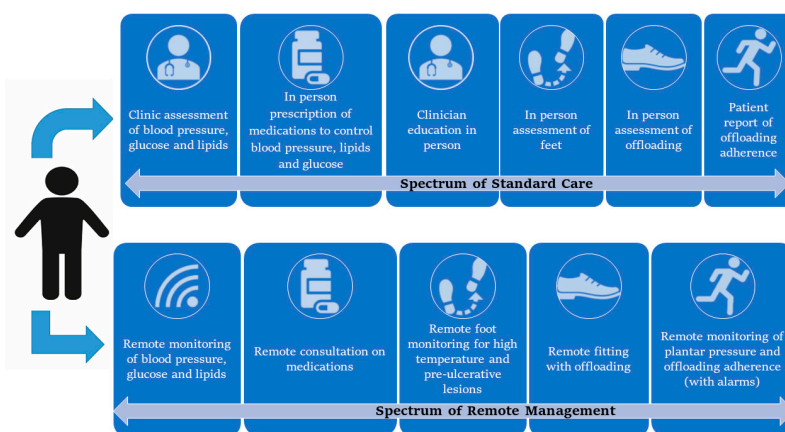 Clinic assessment
of blood pressure,
glucose and lipids
In person
prescription of
medications to control
blood pressure, lipids
and glucose
Clinician
education in
person
In person
assessment of
feet
In person
assessment of
offloading
Patient
report of
offloading
adherence
Spectrum of Standard Care
Remote monitoring
of blood pressure,
glucose and lipids
Remote consultation on
medications
Remote foot
monitoring for high
temperature and
pre-ulcerative
lesions
Remote fitting
with offloading
Remote monitoring of
plantar pressure and
offloading adherence
(with alarms)
Spectrum of Remote Management